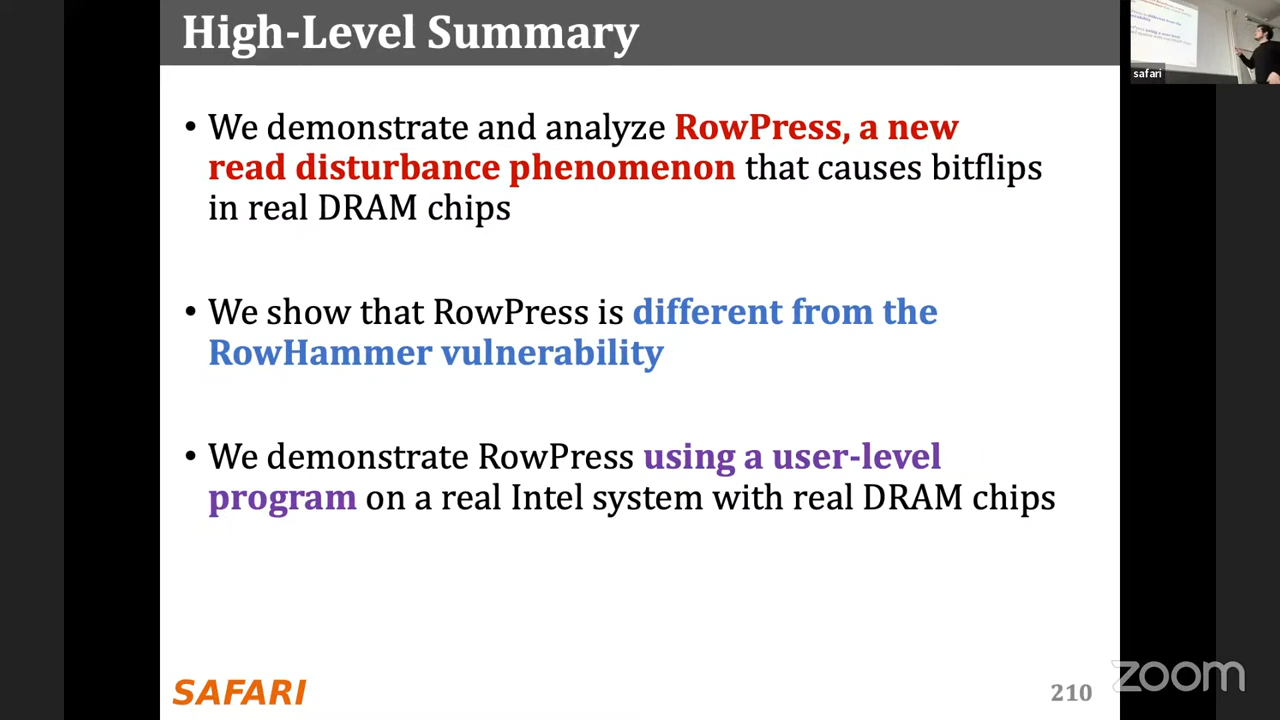 High-Level Summary
safari
• We demonstrate and analyze RowPress, a new
read disturbance phenomenon that causes bitflips
in real DRAM chips
• We show that RowPress is different from the
RowHammer vulnerability
• We demonstrate RowPress using a user-level
program on a real Intel system with real DRAM chips
SAFARI
210
zoom